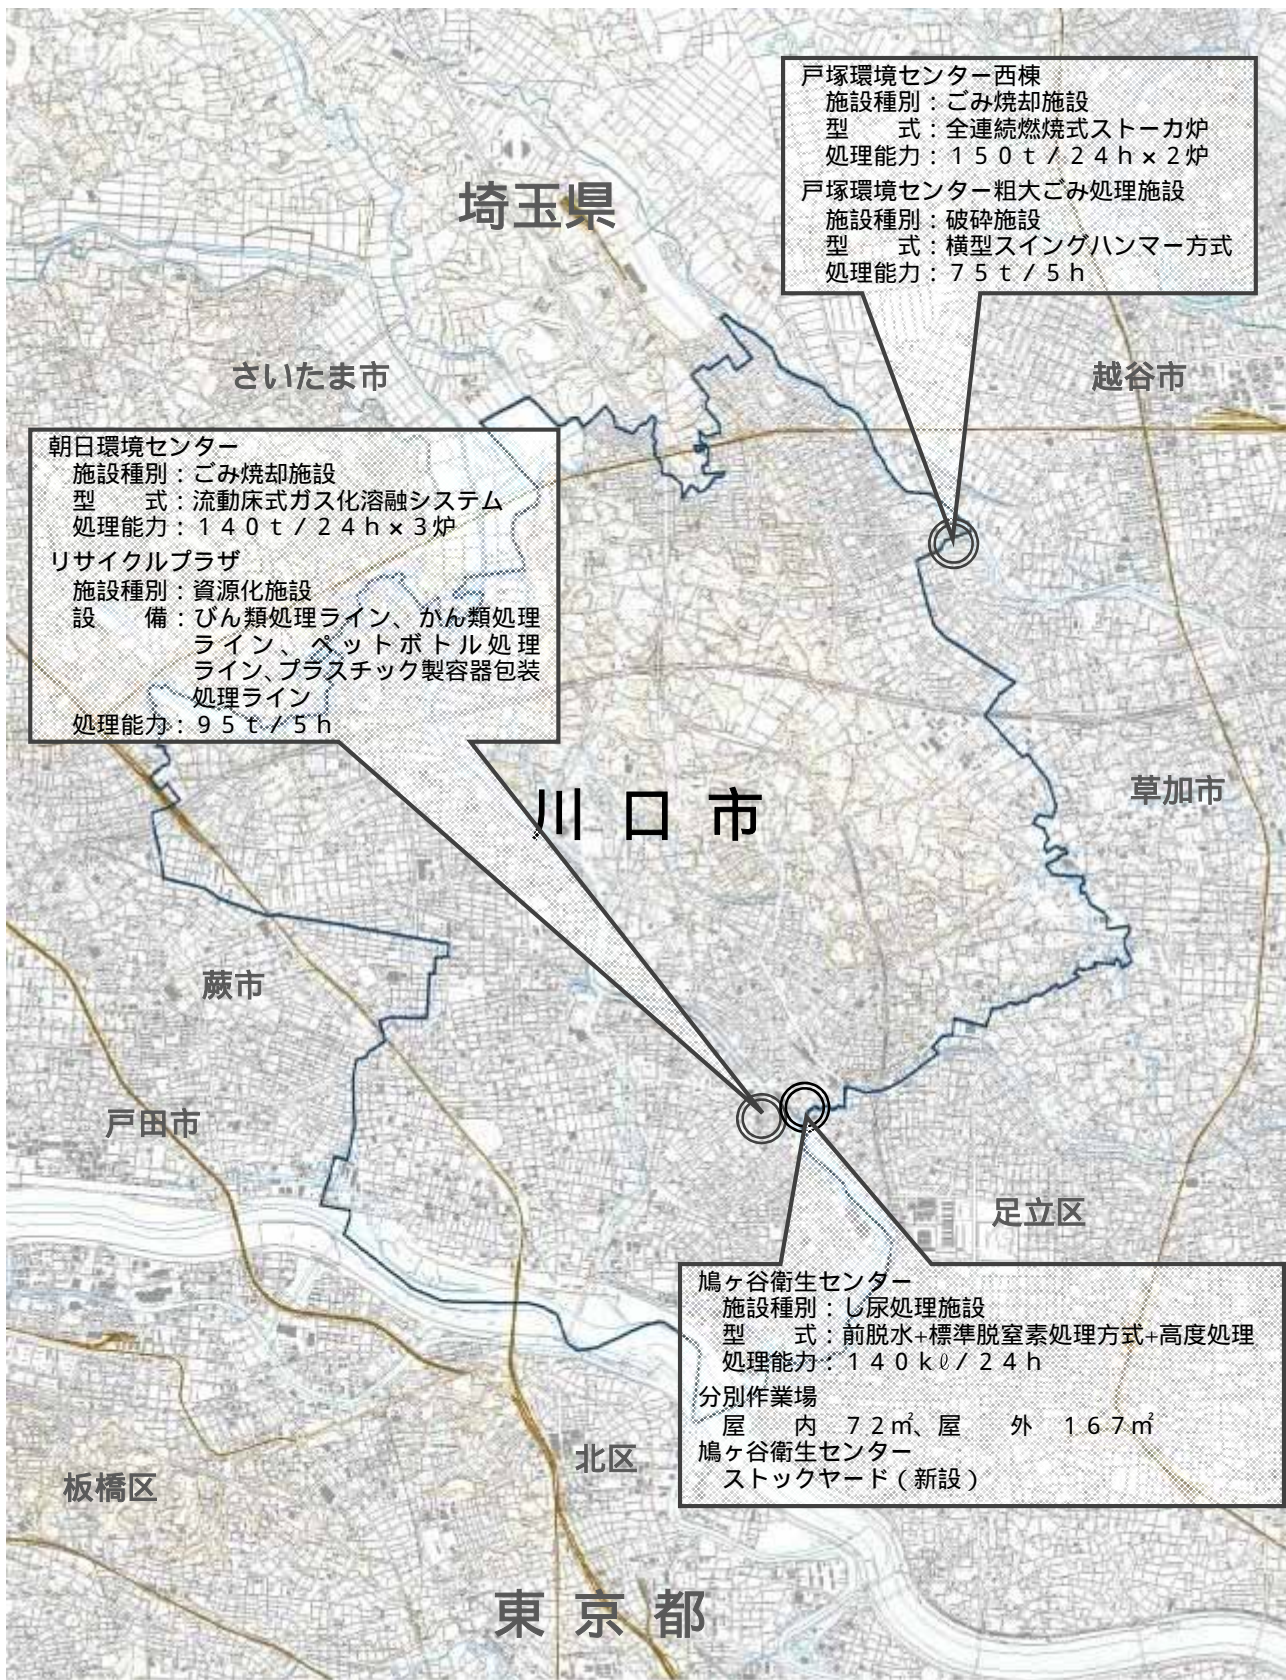 戸塚環境センター西棟
施設種別：ごみ焼却施設
型　　式：全連続燃焼式ストーカ炉
処理能力：１５０ｔ／２４ｈ×２炉
戸塚環境センター粗大ごみ処理施設
施設種別：破砕施設
型　　式：横型スイングハンマー方式
処理能力：７５ｔ／５ｈ
埼玉県
さいたま市
越谷市
朝日環境センター
施設種別：ごみ焼却施設
型　　式：流動床式ガス化溶融システム
処理能力：１４０ｔ／２４ｈ×３炉
リサイクルプラザ
施設種別：資源化施設
設　　備：びん類処理ライン、かん類処理
ライン、ペットボトル処理
ライン、プラスチック製容器包装
処理ライン
処理能力：９５ｔ／５ｈ
川口市
草加市
蕨市
戸田市
足立区
鳩ヶ谷衛生センター
施設種別：し尿処理施設
型　　式：前脱水+標準脱窒素処理方式+高度処理
処理能力：１４０ｋℓ／２４ｈ
分別作業場
屋　　内　７２㎡、屋　　外　１６７㎡
鳩ヶ谷衛生センター
ストックヤード（新設）
北区
板橋区
東京都